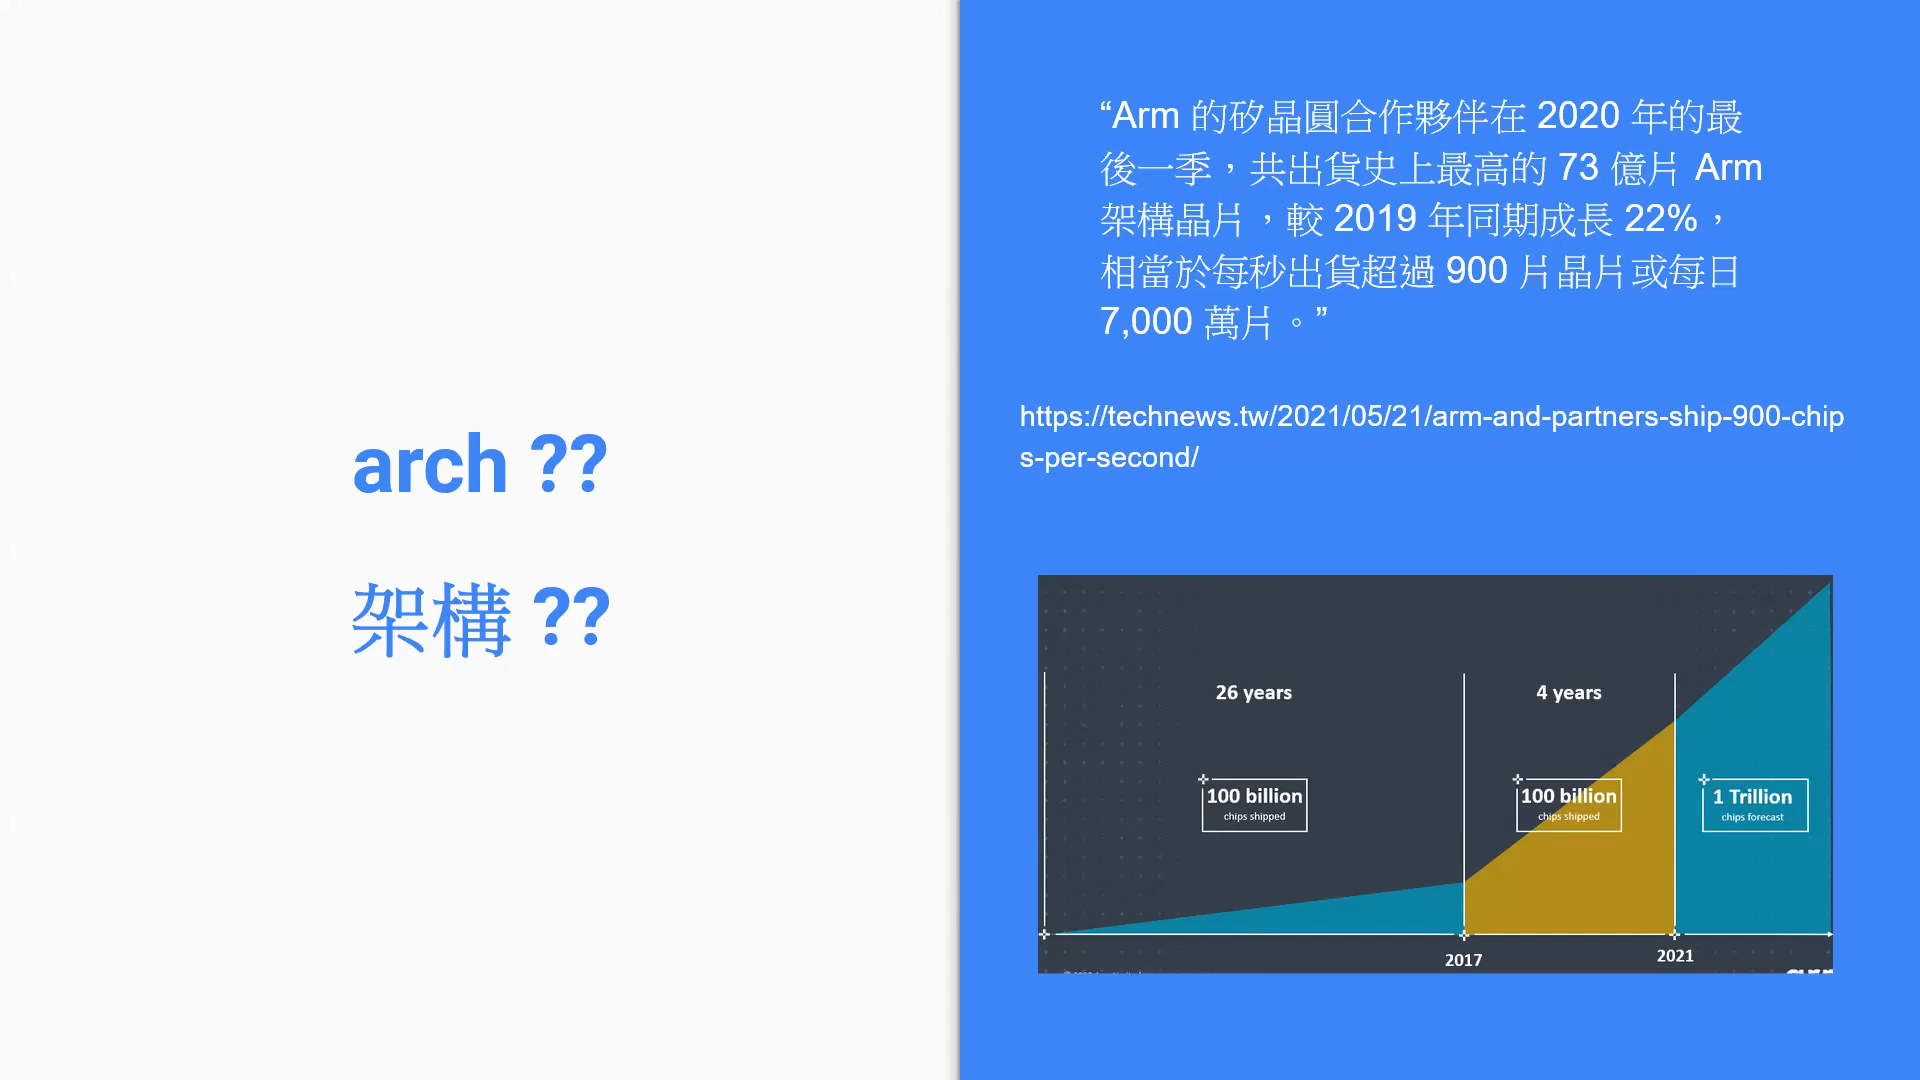 arch ??
架構 ??
“Arm 的矽晶圓合作夥伴在 2020 年的最
後一季，共出貨史上最高的 73 億片 Arm
架構晶片，較 2019 年同期成長 22%，
相當於每秒出貨超過 900 片晶片或每日
7,000 萬片。”
https://technews.tw/2021/05/21/arm-and-partners-ship-900-chip
s-per-second/
26 years
4 years
100 billion
chips shipped
100 billion
chips shipped
1 Trillion
chips forecast
2017
2021